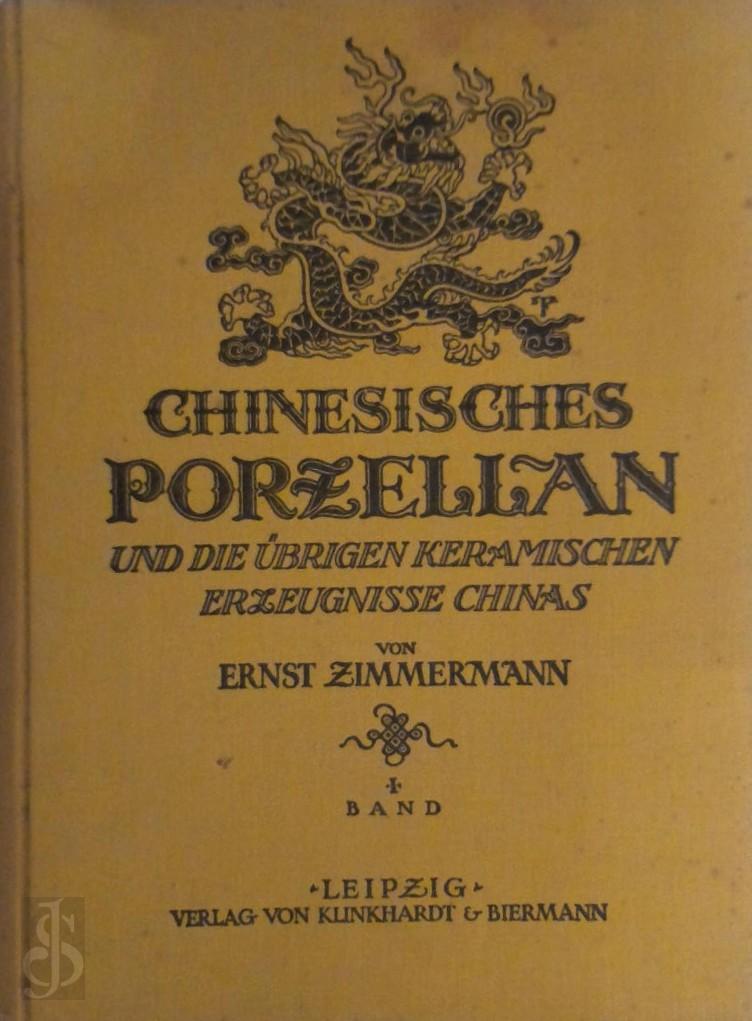 CHINESISCHES
PORZELLAN
UND DIE ÜBRIGEN KERAMISCHEN
ERZEUGNISSE CHINAS
VON
ERNST ZIMMERMANN
·I·
BAND
·LEIPZIG·
VERLAG VON KLINKHARDT & BIERMANN